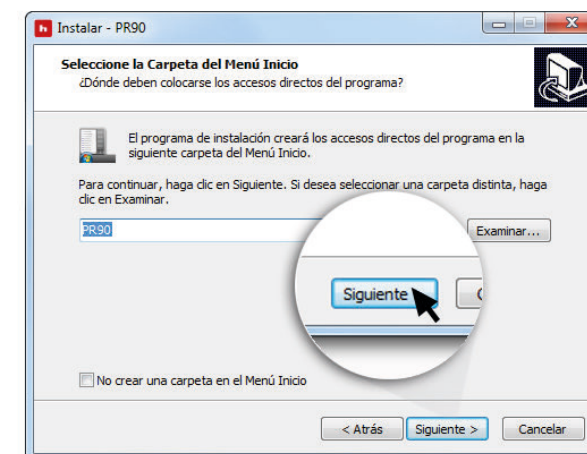 Instalar - PR90
Seleccione la Carpeta del Menú Inicio
¿Dónde deben colocarse los accesos directos del programa?
El programa de instalación creará los accesos directos del programa en la
siguiente carpeta del Menú Inicio.
Para continuar, haga clic en Siguiente. Si desea seleccionar una carpeta distinta, haga
clic en Examinar.
PR90
Examinar...
Siguiente
No crear una carpeta en el Menú Inicio
< Atrás
Siguiente >
Cancelar